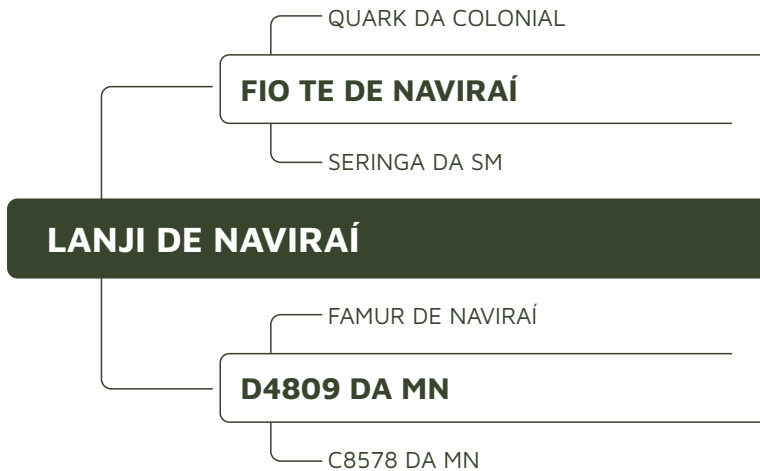 QUARK DA COLONIAL
FIO TE DE NAVIRAÍ
SERINGA DA SM
LANJI DE NAVIRAÍ
FAMUR DE NAVIRAÍ
D4809 DA MN
C8578 DA MN